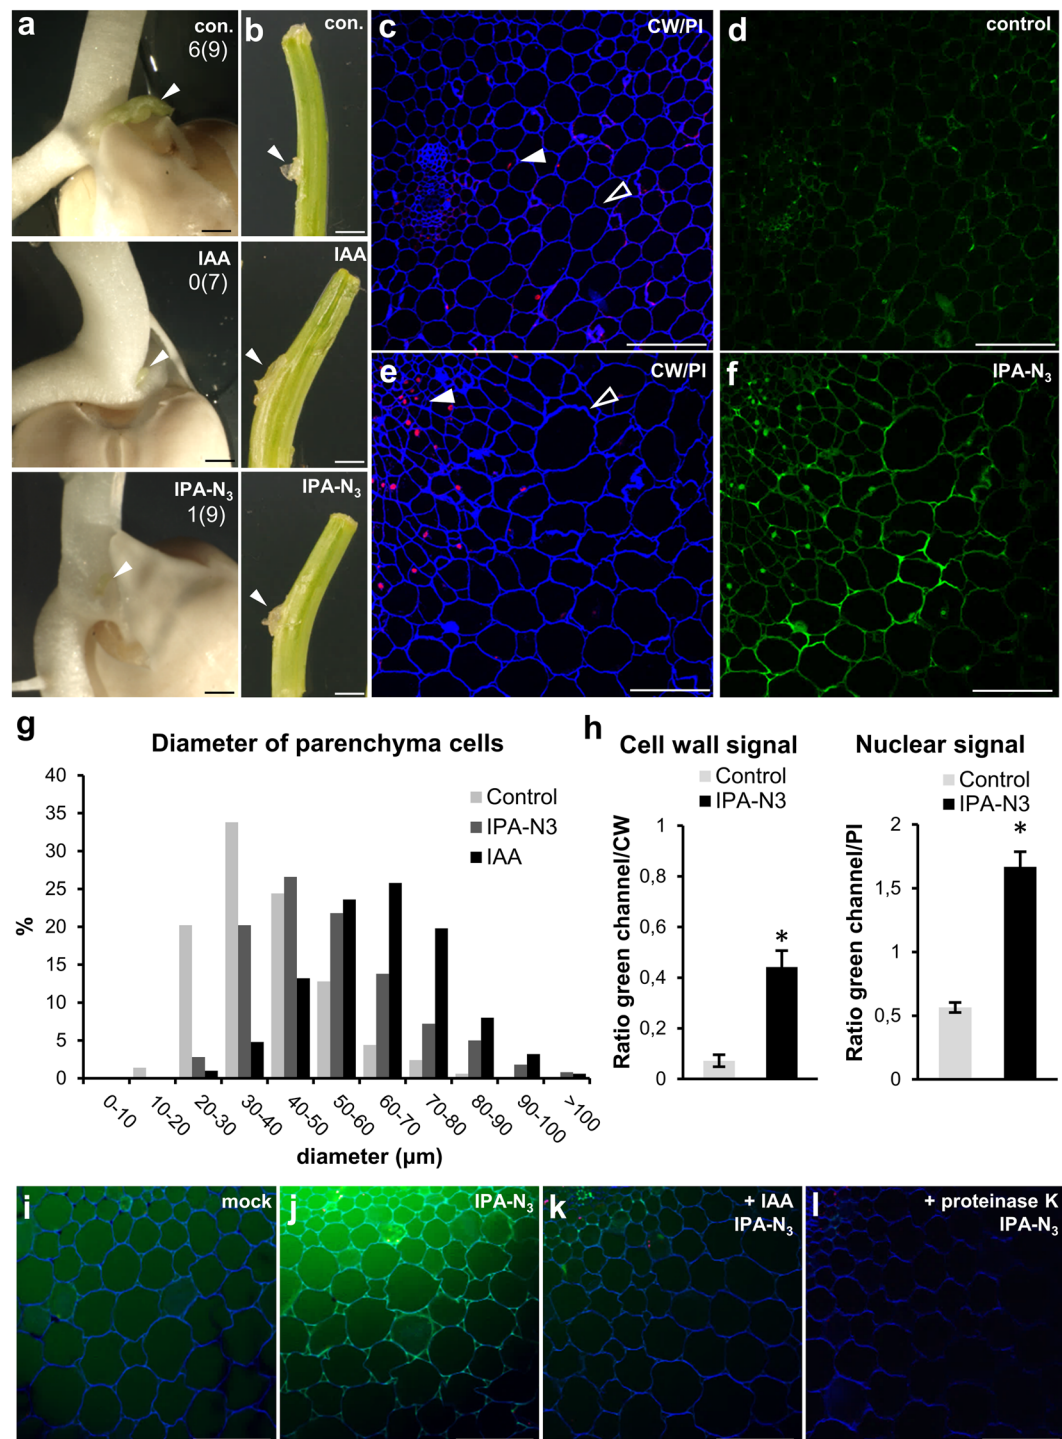 a
con.
6(9)
IAA
0(7)
IPA-N₃
1(9)
b
con.
IAA
IPA-N₃
c
CW/PI
d
control
e
CW/PI
f
IPA-N₃
g
Diameter of parenchyma cells
40
35
30
25
20
15
10
5
0
%
Control
IPA-N3
IAA
0-10
10-20
20-30
30-40
40-50
50-60
60-70
70-80
80-90
90-100
>100
diameter (µm)
h
Cell wall signal
Control
IPA-N3
Ratio green channel/CW
1
0,8
0,6
0,4
0,2
0
*
Nuclear signal
Control
IPA-N3
Ratio green channel/PI
2
1,5
1
0,5
0
*
i
mock
j
IPA-N₃
k
+ IAA
IPA-N₃
l
+ proteinase K
IPA-N₃